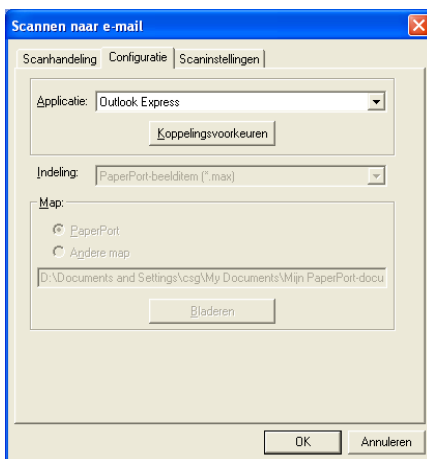 Scannen naar e-mail
Scanhandeling Configuratie Scaninstellingen
Applicatie: Outlook Express
Koppelingsvoorkeuren
Indeling: PaperPort-beelditem (*.max)
Map:
PaperPort
Andere map
D:\Documents and Settings\csg\My Documents\Mijn PaperPort-docu
Bladeren
OK Annuleren